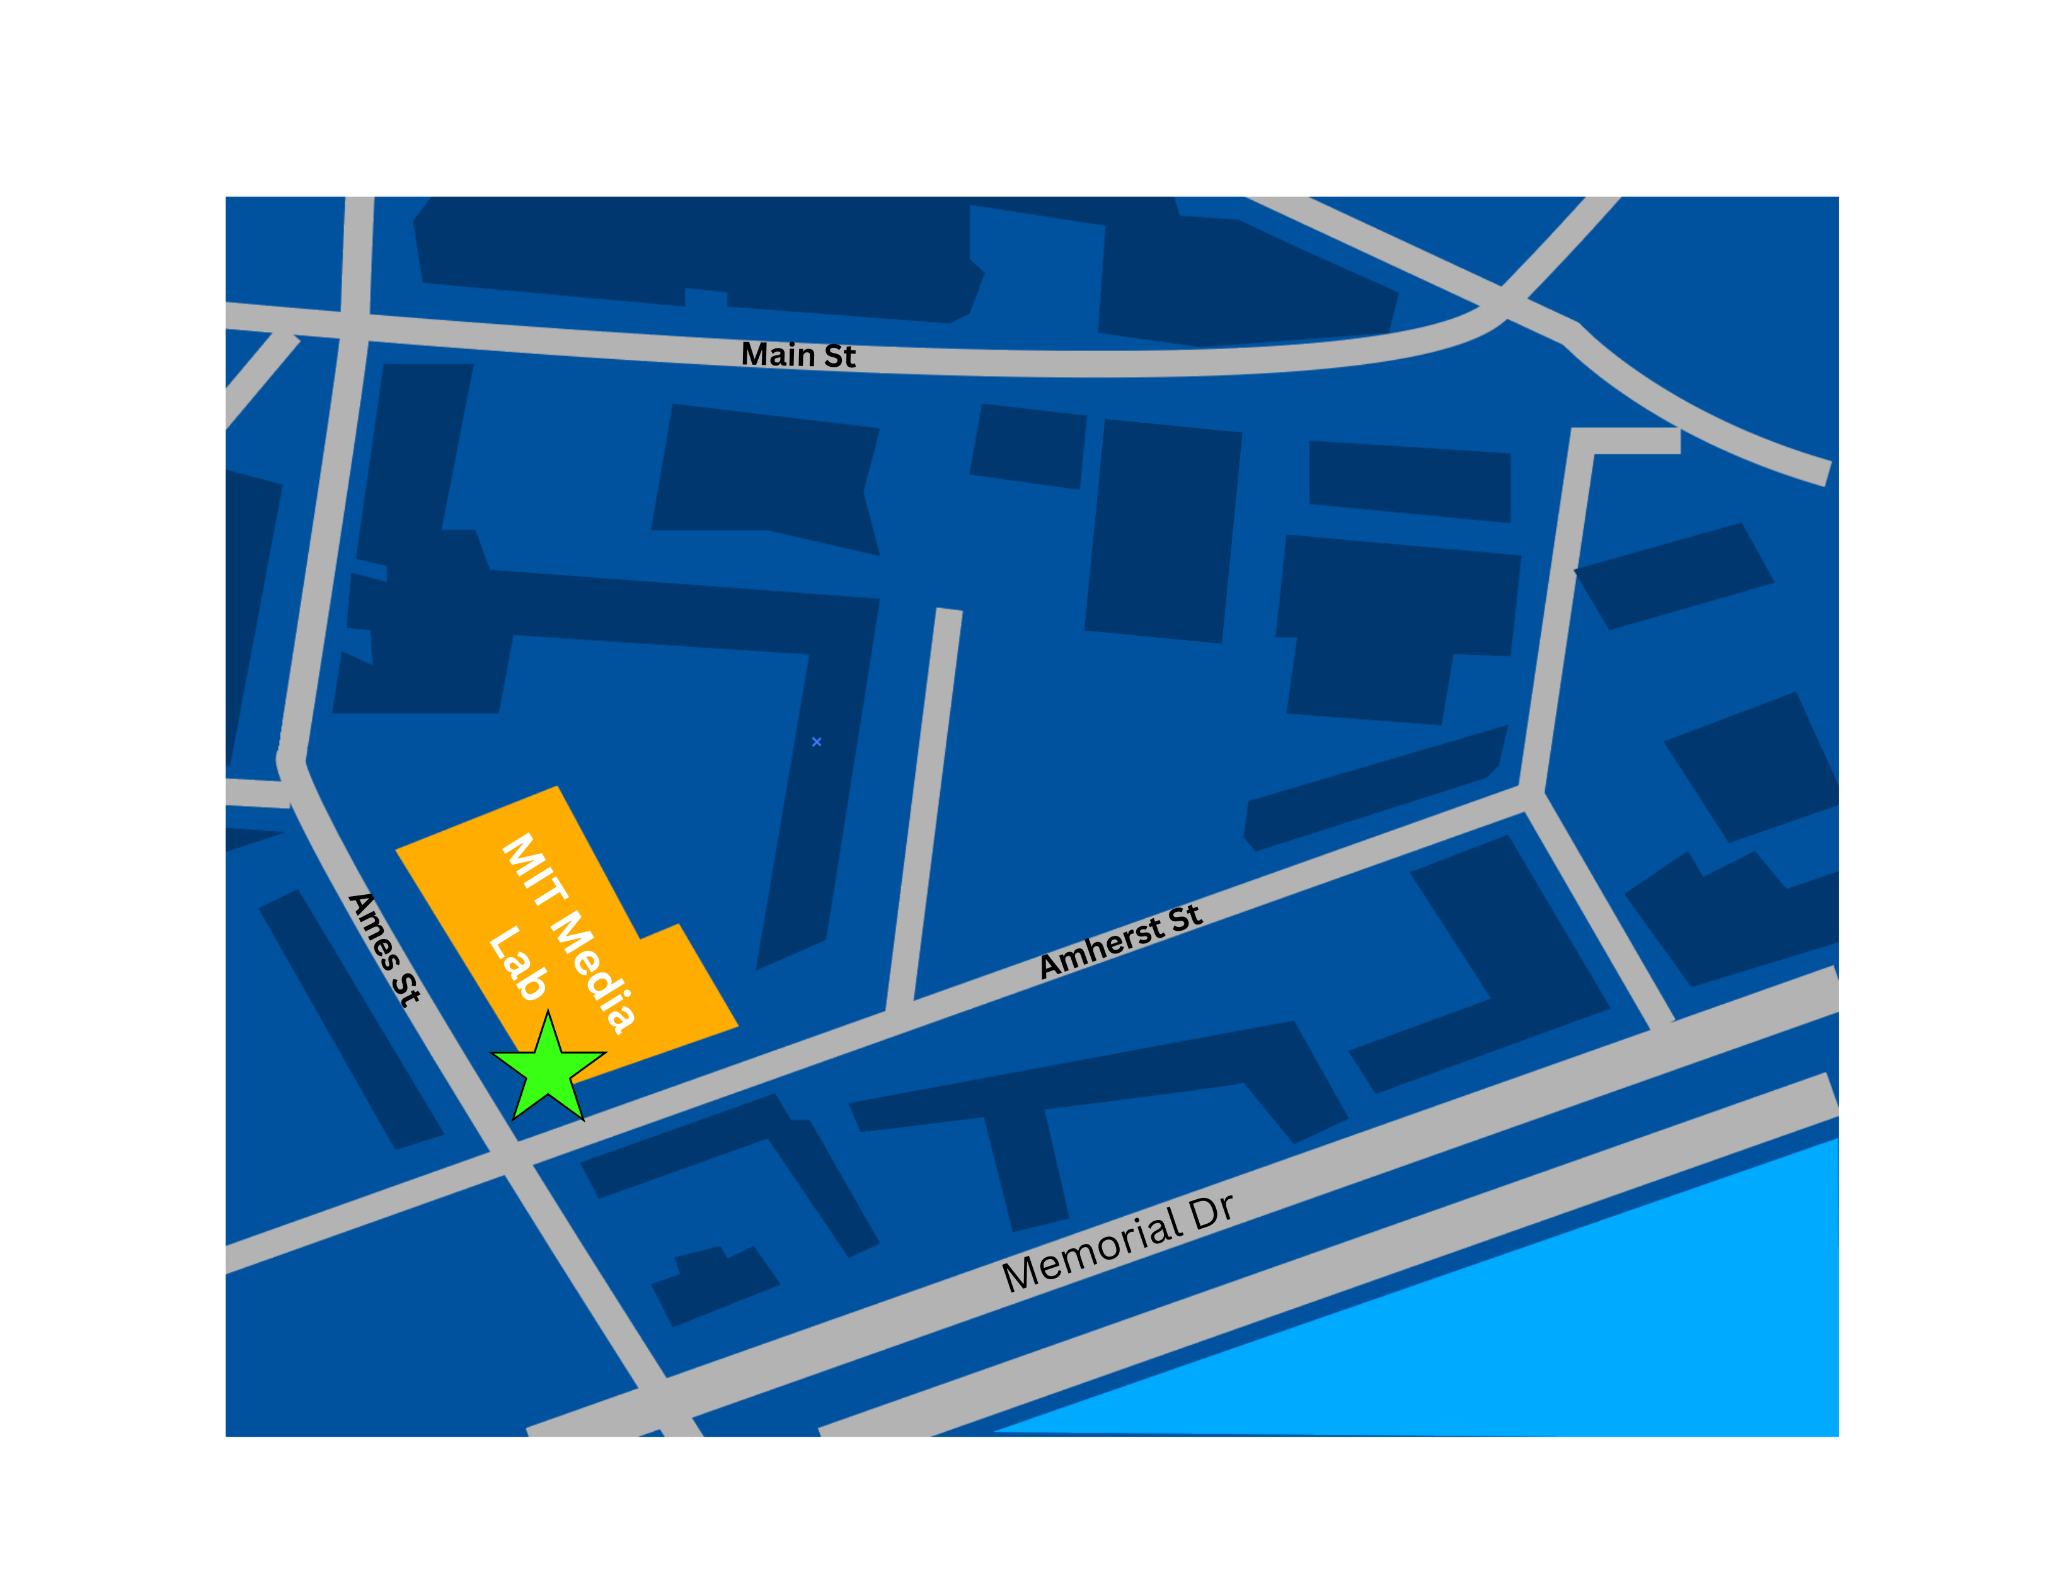 Main St
MIT Media
Lab
Ames St
Amherst St
Memorial Dr